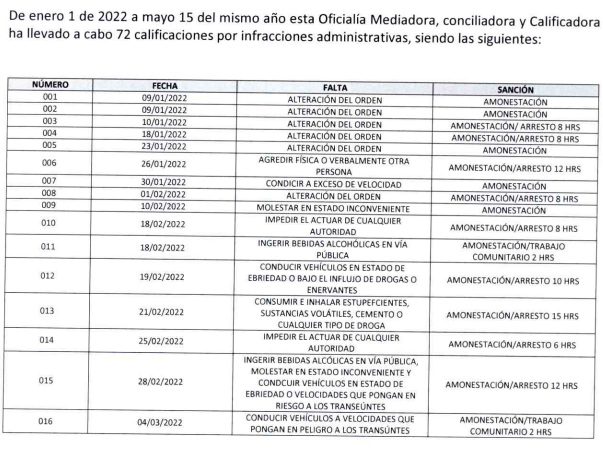 De enero 1 de 2022 a mayo 15 del mismo año esta Oficialía Mediadora, conciliadora y Calificadora
ha llevado a cabo 72 calificaciones por infracciones administrativas, siendo las siguientes:
NÚMERO FECHA FALTA SANCIÓN
001 09/01/2022 ALTERACIÓN DEL ORDEN AMONESTACIÓN
002 09/01/2022 ALTERACIÓN DEL ORDEN AMONESTACIÓN
003 10/01/2022 ALTERACIÓN DEL ORDEN AMONESTACIÓN/ ARRESTO 8 HRS
004 18/01/2022 ALTERACIÓN DEL ORDEN AMONESTACIÓN/ARRESTO 8 HRS
005 23/01/2022 ALTERACIÓN DEL ORDEN AMONESTACIÓN
006 26/01/2022 AGREDIR FÍSICA O VERBALMENTE OTRA
PERSONA AMONESTACIÓN/ARRESTO 12 HRS
007 30/01/2022 CONDICIR A EXCESO DE VELOCIDAD AMONESTACIÓN
008 01/02/2022 ALTERACIÓN DEL ORDEN AMONESTACIÓN/ARRESTO 8 HRS
009 10/02/2022 MOLESTAR EN ESTADO INCONVENIENTE AMONESTACIÓN
010 18/02/2022 IMPEDIR EL ACTUAR DE CUALQUIER
AUTORIDAD AMONESTACIÓN/ARRESTO 8 HRS
011 18/02/2022 INGERIR BEBIDAS ALCOHÓLICAS EN VÍA
PÚBLICA AMONESTACIÓN/TRABAJO
COMUNITARIO 2 HRS
012 19/02/2022 CONDUCIR VEHÍCULOS EN ESTADO DE
EBRIEDAD O BAJO EL INFLUJO DE DROGAS O
ENERVANTES AMONESTACIÓN/ARRESTO 10 HRS
013 21/02/2022 CONSUMIR E INHALAR ESTUPEFCIENTES,
SUSTANCIAS VOLÁTILES, CEMENTO O
CUALQUIER TIPO DE DROGA AMONESTACIÓN/ARRESTO 15 HRS
014 25/02/2022 IMPEDIR EL ACTUAR DE CUALQUIER
AUTORIDAD AMONESTACIÓN/ARRESTO 6 HRS
015 28/02/2022 INGERIR BEBIDAS ALCÓLICAS EN VÍA PÚBLICA,
MOLESTAR EN ESTADO INCONVENIENTE Y
CONDCUIR VEHÍCULOS EN ESTADO DE
EBRIEDAD O VELOCIDADES QUE PONGAN EN
RIESGO A LOS TRANSEÚNTES AMONESTACIÓN/ARRESTO 12 HRS
016 04/03/2022 CONDUCIR VEHÍCULOS A VELOCIDADES QUE
PONGAN EN PELIGRO A LOS TRANSÚNTES AMONESTACIÓN/TRABAJO
COMUNITARIO 2 HRS